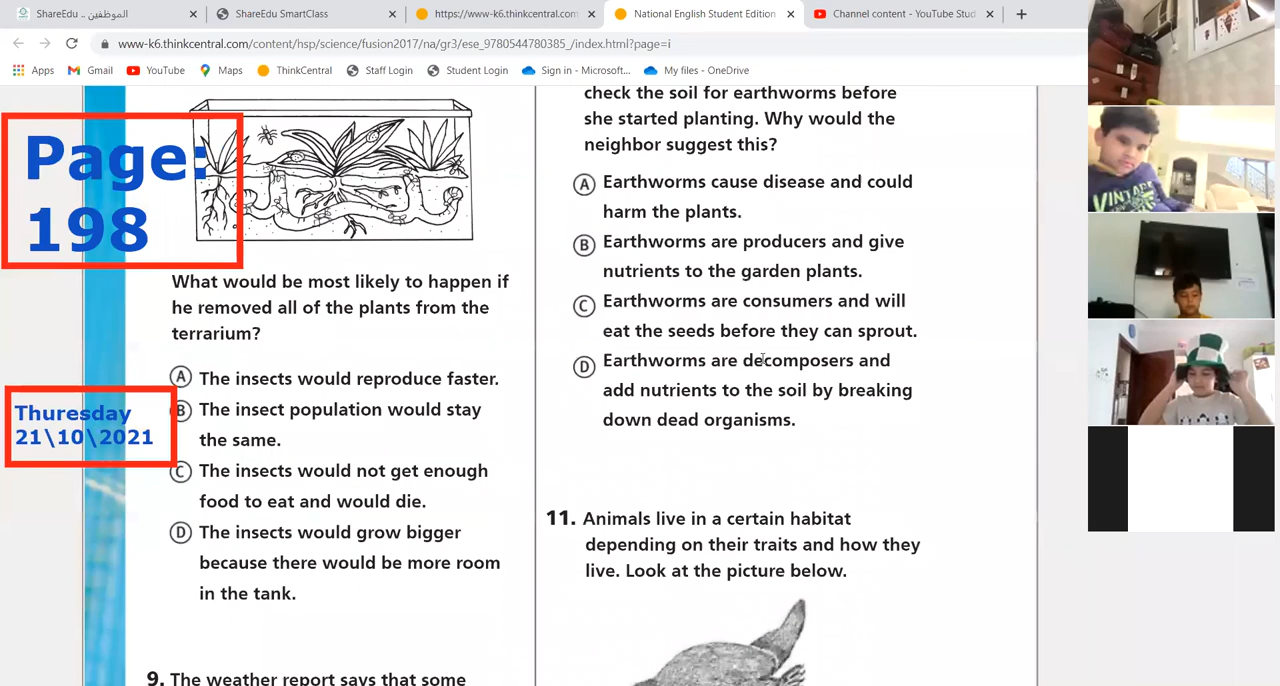 ShareEdu .. الموظفين
ShareEdu SmartClass
https://www-k6.thinkcentral.com
National English Student Edition
Channel content - YouTube Stud
www-k6.thinkcentral.com/content/hsp/science/fusion2017/na/gr3/ese_9780544780385_/index.html?page=i
Apps
Gmail
YouTube
Maps
ThinkCentral
Staff Login
Student Login
Sign in - Microsoft...
My files - OneDrive
Page:
198
Thuresday
21\10\2021
What would be most likely to happen if
he removed all of the plants from the
terrarium?
A The insects would reproduce faster.
B The insect population would stay
the same.
C The insects would not get enough
food to eat and would die.
D The insects would grow bigger
because there would be more room
in the tank.
9. The weather report says that some
check the soil for earthworms before
she started planting. Why would the
neighbor suggest this?
A Earthworms cause disease and could
harm the plants.
B Earthworms are producers and give
nutrients to the garden plants.
C Earthworms are consumers and will
eat the seeds before they can sprout.
D Earthworms are decomposers and
add nutrients to the soil by breaking
down dead organisms.
11. Animals live in a certain habitat
depending on their traits and how they
live. Look at the picture below.
VINTAGE